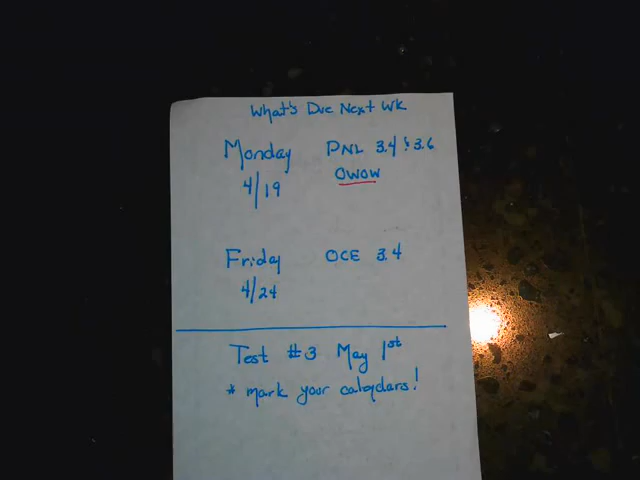 What's Due Next Wk
Monday PNL 3.4 & 3.6
4/19 OWOW
Friday OCE 3.4
4/24
Test #3 May 1st
* mark your calendars!